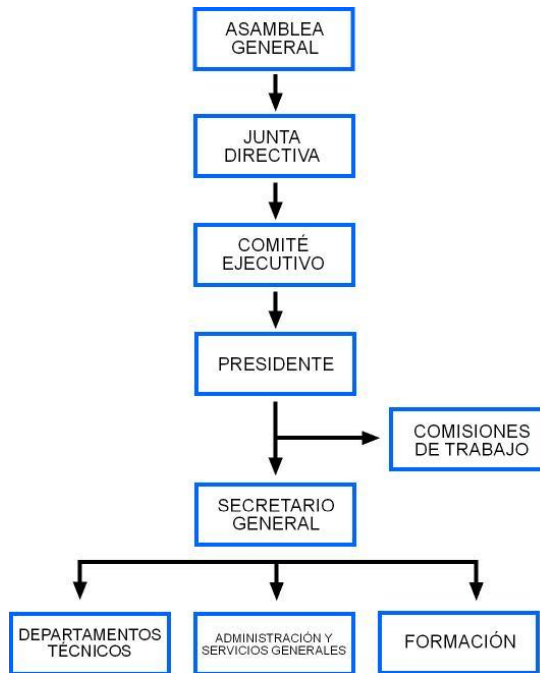 ASAMBLEA
GENERAL
JUNTA
DIRECTIVA
COMITÉ
EJECUTIVO
PRESIDENTE
COMISIONES
DE TRABAJO
SECRETARIO
GENERAL
DEPARTAMENTOS
TÉCNICOS
ADMINISTRACIÓN Y
SERVICIOS GENERALES
FORMACIÓN